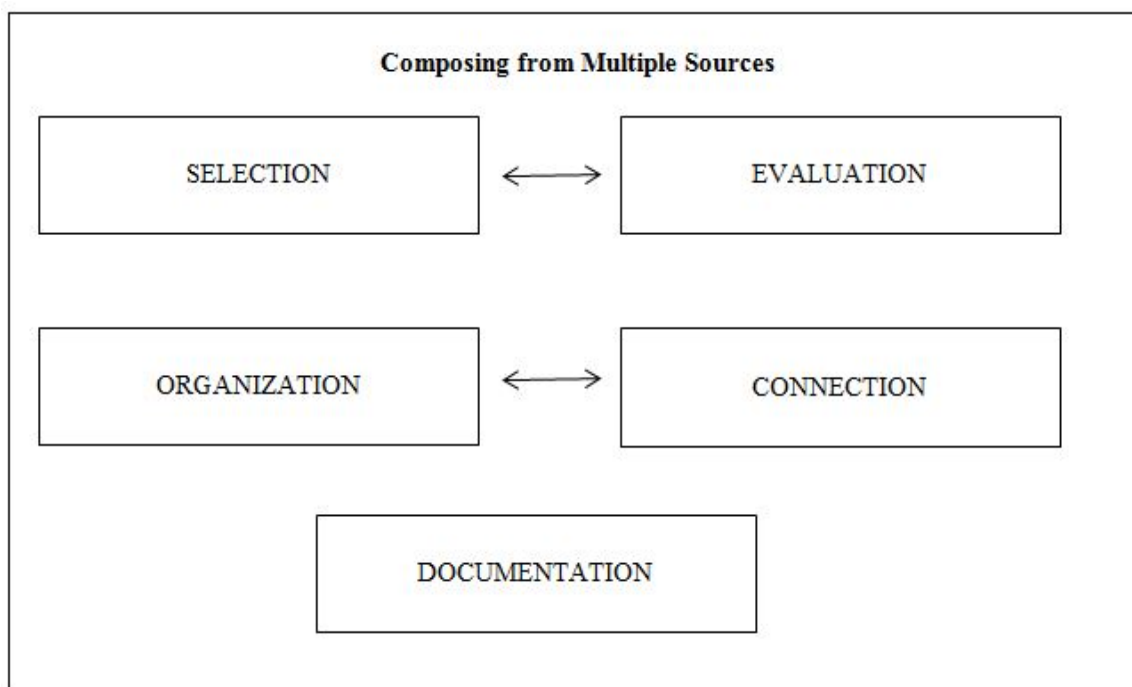 Composing from Multiple Sources
SELECTION
EVALUATION
ORGANIZATION
CONNECTION
DOCUMENTATION